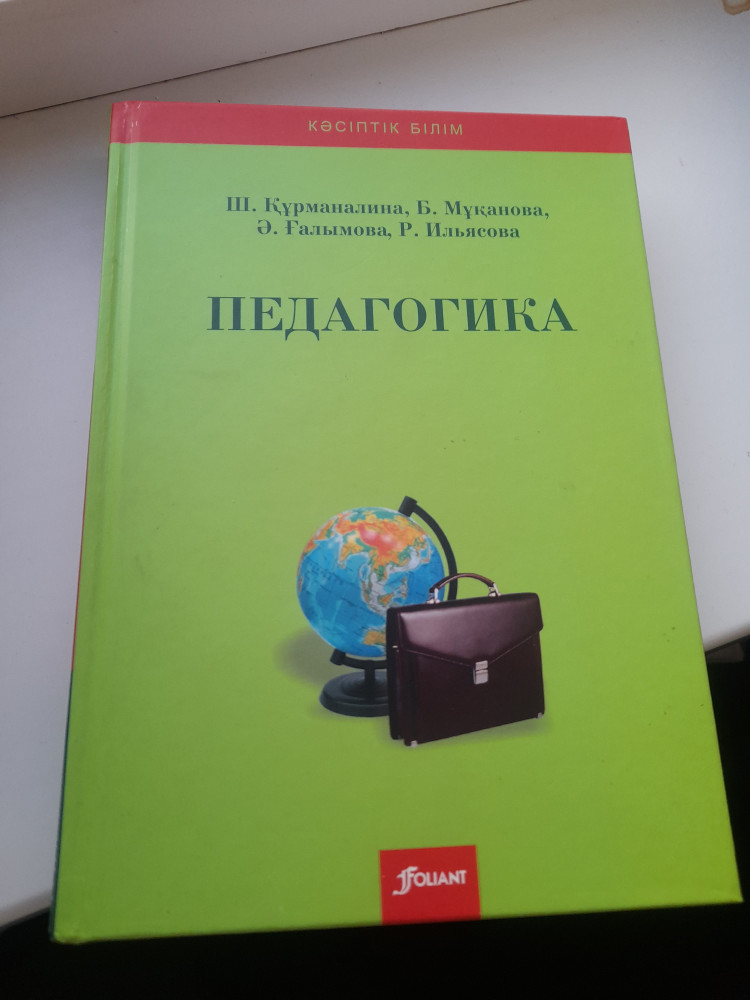 КӘСІПТІК БІЛІМ
Ш. Құрманалина, Б. Мұқанова,
Ә. Ғалымова, Р. Ильясова
ПЕДАГОГИКА
FOLIANT